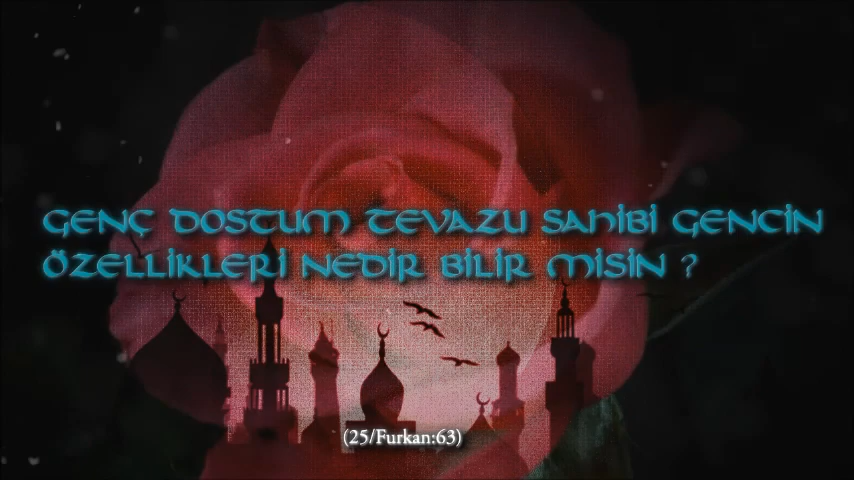 GENÇ DOSTUM TEVAZU SAHİBİ GENCİN
ÖZELLİKLERİ NEDİR BİLİR MİSİN ?
(25/Furkan:63)